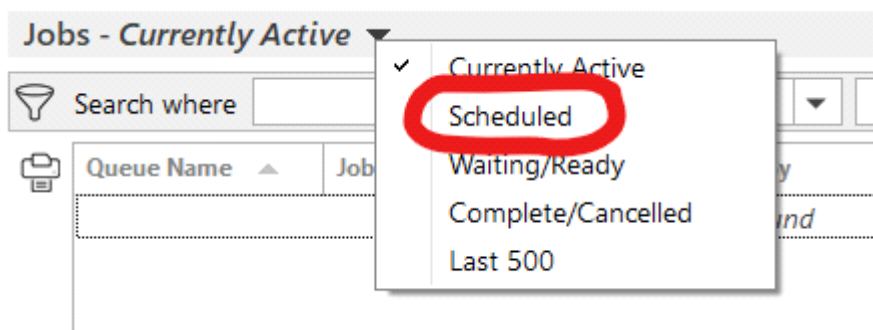 Jobs - Currently Active
Currently Active
Search where
Scheduled
Queue Name Job
Waiting/Ready
Complete/Cancelled
Last 500